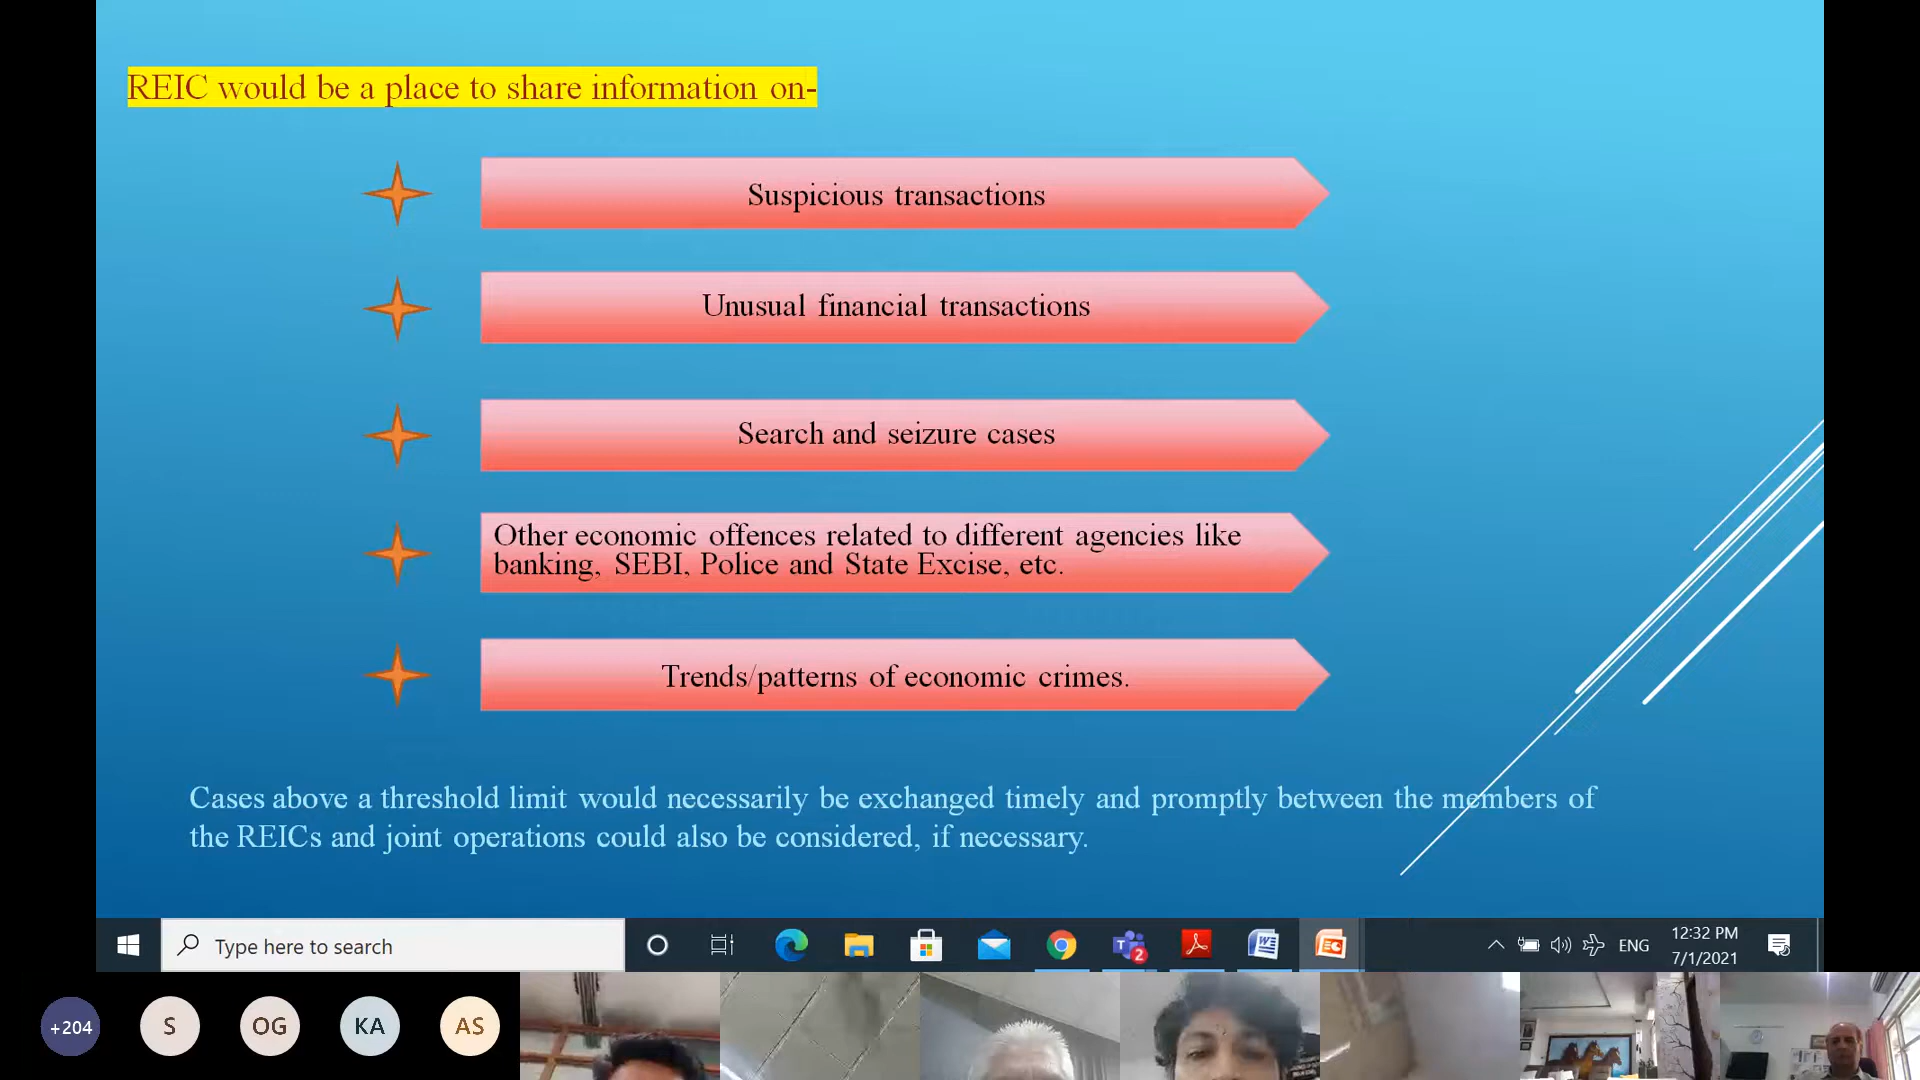 REIC would be a place to share information on-
Suspicious transactions
Unusual financial transactions
Search and seizure cases
Other economic offences related to different agencies like
banking, SEBI, Police and State Excise, etc.
Trends/patterns of economic crimes.
Cases above a threshold limit would necessarily be exchanged timely and promptly between the members of
the REICs and joint operations could also be considered, if necessary.
Type here to search
2
ENG
12:32 PM
7/1/2021
+204
S
OG
KA
AS